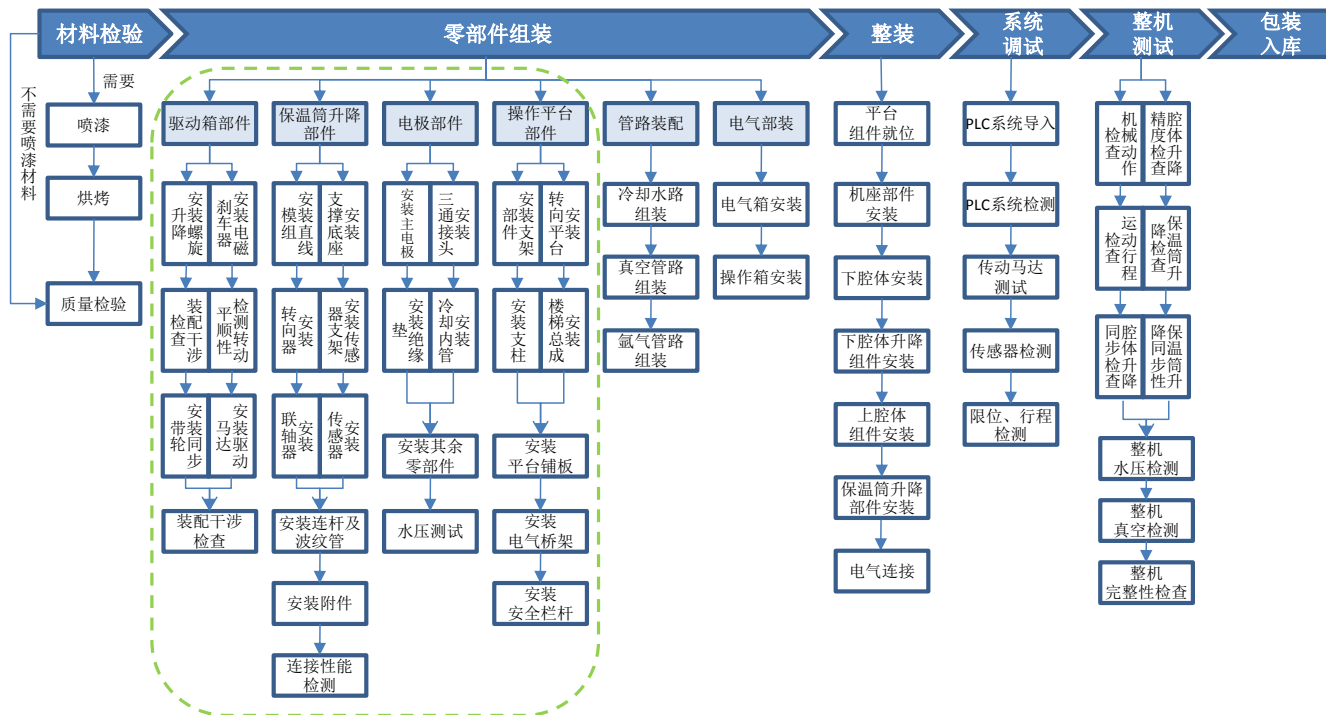 材料检验
零部件组装
整装
系统
调试
整机
测试
包装
入库
需要
不需要喷漆材料
喷漆
烘烤
质量检验
驱动箱部件
安装螺旋
升降
安装电磁
刹车器
装配干涉
检查
检测转动
平顺性
安装同步
带轮
安装驱动
马达
装配干涉
检查
保温筒升降
部件
安装直线
模组
安装
支撑底座
安装
转向器
安装传感
器支架
安装
联轴器
安装
传感器
安装连杆及
波纹管
安装附件
连接性能
检测
电极部件
安装主电极
安装
三通接头
安装绝缘
垫
安装
冷却内管
安装其余
零部件
水压测试
操作平台
部件
安装支架
部件
安装
转向平台
安装支柱
安装
楼梯总成
安装
平台铺板
安装
电气桥架
安装
安全栏杆
管路装配
冷却水路
组装
真空管路
组装
氩气管路
组装
电气部装
电气箱安装
操作箱安装
平台
组件就位
机座部件
安装
下腔体安装
下腔体升降
组件安装
上腔体
组件安装
保温筒升降
部件安装
电气连接
PLC系统导入
PLC系统检测
传动马达
测试
传感器检测
限位、行程
检测
机械动作
检查
腔体升降
精度检查
运动行程
检查
保温筒升
降检查
腔体升降
同步检查
保温筒升
降同步性
整机
水压检测
整机
真空检测
整机
完整性检查